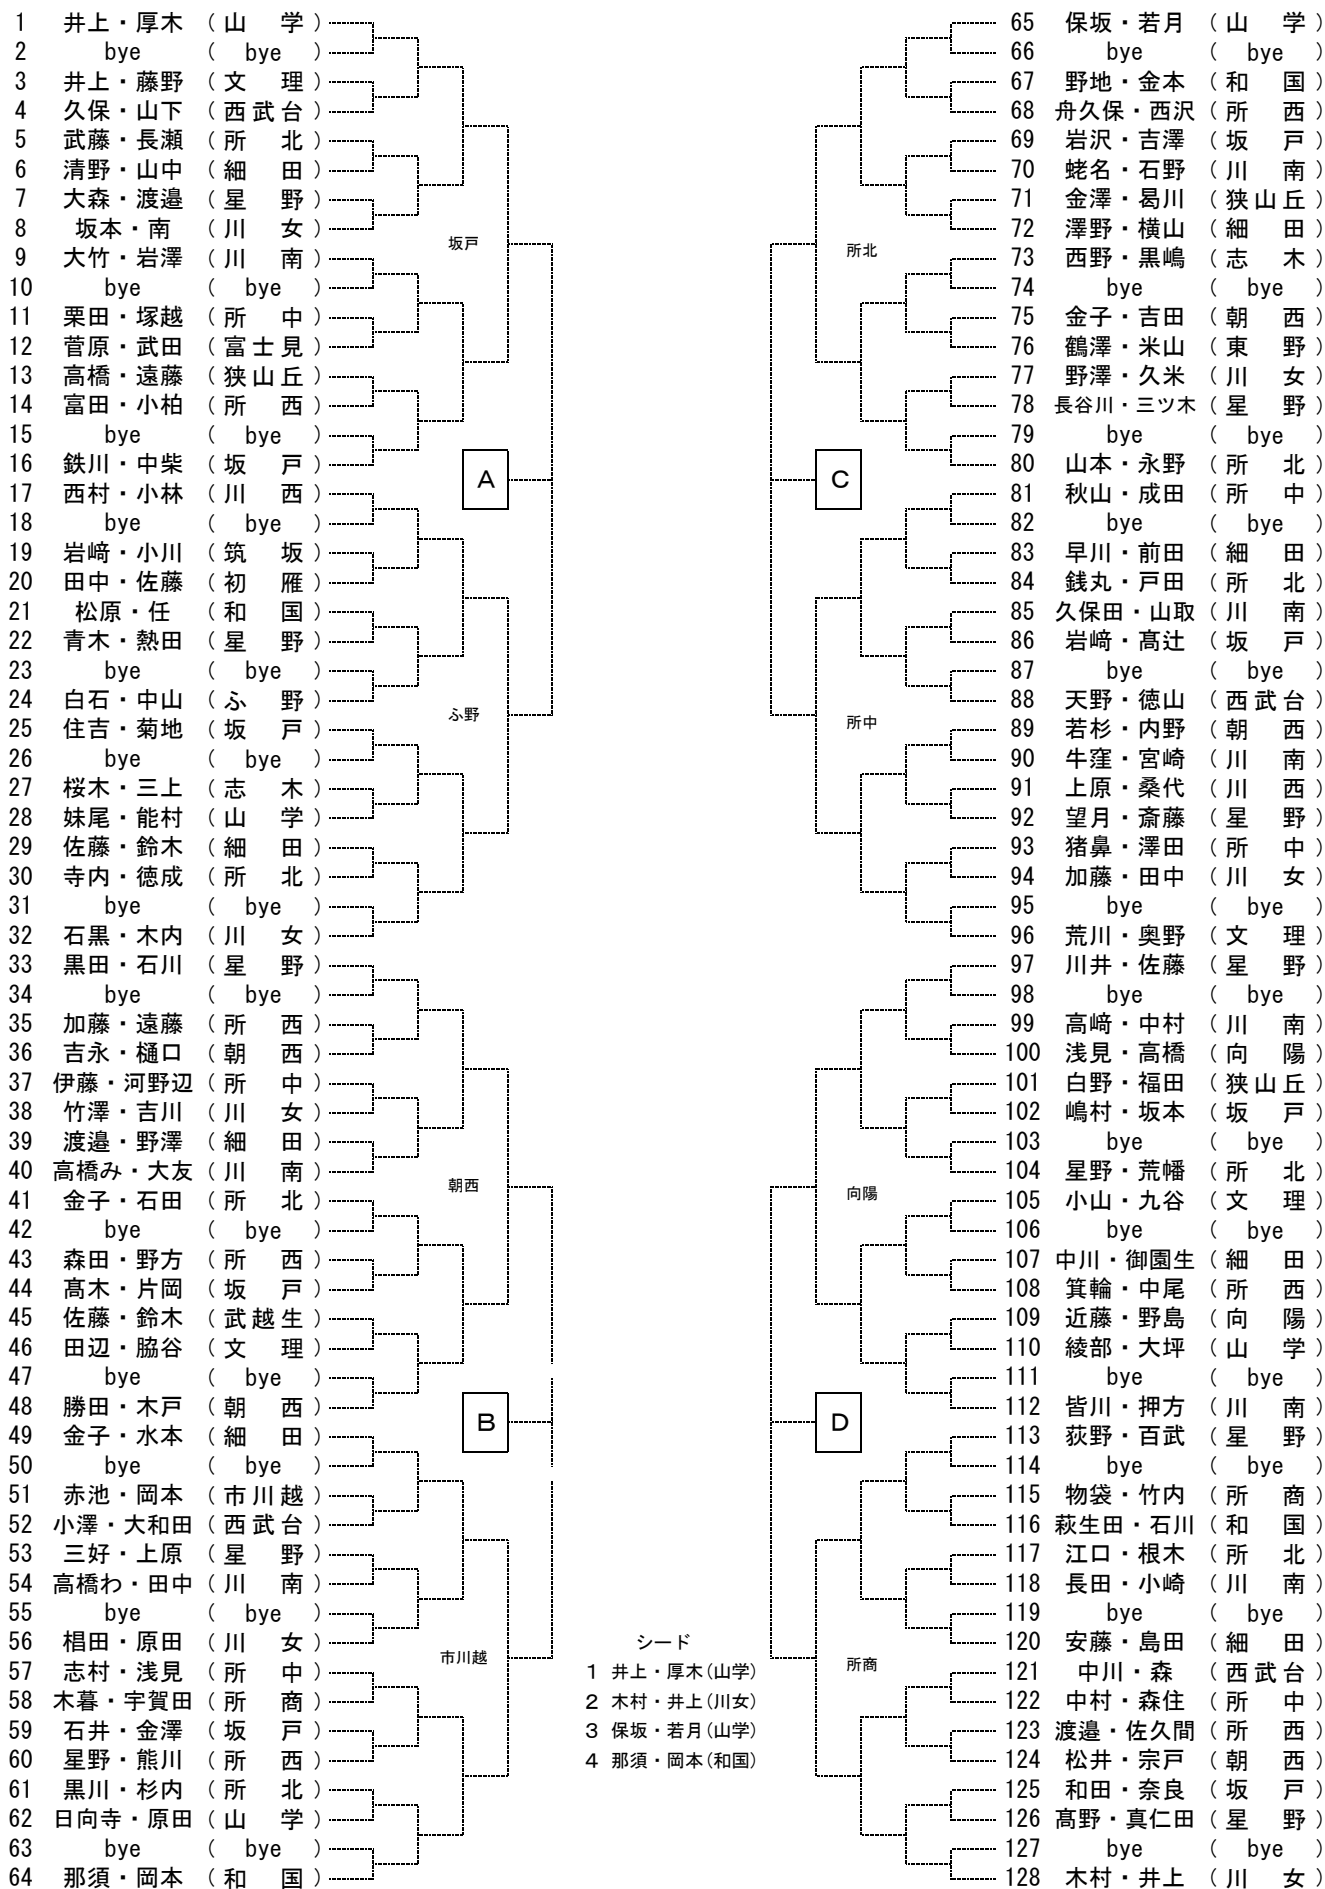 1 井上・厚木 （山　学）
2 bye （ bye ）
3 井上・藤野 （文　理）
4 久保・山下 （西武台）
5 武藤・長瀬 （所　北）
6 清野・山中 （細　田）
7 大森・渡邉 （星　野）
8 坂本・南 （川　女）
9 大竹・岩澤 （川　南）
10 bye （ bye ）
11 栗田・塚越 （所　中）
12 菅原・武田 （富士見）
13 高橋・遠藤 （狭山丘）
14 富田・小柏 （所　西）
15 bye （ bye ）
16 鉄川・中柴 （坂　戸）
17 西村・小林 （川　西）
18 bye （ bye ）
19 岩﨑・小川 （筑　坂）
20 田中・佐藤 （初　雁）
21 松原・任 （和　国）
22 青木・熱田 （星　野）
23 bye （ bye ）
24 白石・中山 （ふ　野）
25 住吉・菊地 （坂　戸）
26 bye （ bye ）
27 桜木・三上 （志　木）
28 妹尾・能村 （山　学）
29 佐藤・鈴木 （細　田）
30 寺内・徳成 （所　北）
31 bye （ bye ）
32 石黒・木内 （川　女）
33 黒田・石川 （星　野）
34 bye （ bye ）
35 加藤・遠藤 （所　西）
36 吉永・樋口 （朝　西）
37 伊藤・河野辺 （所　中）
38 竹澤・吉川 （川　女）
39 渡邉・野澤 （細　田）
40 高橋み・大友 （川　南）
41 金子・石田 （所　北）
42 bye （ bye ）
43 森田・野方 （所　西）
44 髙木・片岡 （坂　戸）
45 佐藤・鈴木 （武越生）
46 田辺・脇谷 （文　理）
47 bye （ bye ）
48 勝田・木戸 （朝　西）
49 金子・水本 （細　田）
50 bye （ bye ）
51 赤池・岡本 （市川越）
52 小澤・大和田 （西武台）
53 三好・上原 （星　野）
54 高橋わ・田中 （川　南）
55 bye （ bye ）
56 椙田・原田 （川　女）
57 志村・浅見 （所　中）
58 木暮・宇賀田 （所　商）
59 石井・金澤 （坂　戸）
60 星野・熊川 （所　西）
61 黒川・杉内 （所　北）
62 日向寺・原田 （山　学）
63 bye （ bye ）
64 那須・岡本 （和　国）
坂戸
A
ふ野
朝西
B
市川越
シード
1 井上・厚木(山学)
2 木村・井上(川女)
3 保坂・若月(山学)
4 那須・岡本(和国)
所北
C
所中
向陽
D
所商
65 保坂・若月 （山　学）
66 bye （ bye ）
67 野地・金本 （和　国）
68 舟久保・西沢 （所　西）
69 岩沢・吉澤 （坂　戸）
70 蛯名・石野 （川　南）
71 金澤・曷川 （狭山丘）
72 澤野・横山 （細　田）
73 西野・黒嶋 （志　木）
74 bye （ bye ）
75 金子・吉田 （朝　西）
76 鶴澤・米山 （東　野）
77 野澤・久米 （川　女）
78 長谷川・三ツ木 （星　野）
79 bye （ bye ）
80 山本・永野 （所　北）
81 秋山・成田 （所　中）
82 bye （ bye ）
83 早川・前田 （細　田）
84 銭丸・戸田 （所　北）
85 久保田・山取 （川　南）
86 岩﨑・髙辻 （坂　戸）
87 bye （ bye ）
88 天野・徳山 （西武台）
89 若杉・内野 （朝　西）
90 牛窪・宮崎 （川　南）
91 上原・桑代 （川　西）
92 望月・斎藤 （星　野）
93 猪鼻・澤田 （所　中）
94 加藤・田中 （川　女）
95 bye （ bye ）
96 荒川・奥野 （文　理）
97 川井・佐藤 （星　野）
98 bye （ bye ）
99 高﨑・中村 （川　南）
100 浅見・高橋 （向　陽）
101 白野・福田 （狭山丘）
102 嶋村・坂本 （坂　戸）
103 bye （ bye ）
104 星野・荒幡 （所　北）
105 小山・九谷 （文　理）
106 bye （ bye ）
107 中川・御園生 （細　田）
108 箕輪・中尾 （所　西）
109 近藤・野島 （向　陽）
110 綾部・大坪 （山　学）
111 bye （ bye ）
112 皆川・押方 （川　南）
113 荻野・百武 （星　野）
114 bye （ bye ）
115 物袋・竹内 （所　商）
116 萩生田・石川 （和　国）
117 江口・根木 （所　北）
118 長田・小崎 （川　南）
119 bye （ bye ）
120 安藤・島田 （細　田）
121 中川・森 （西武台）
122 中村・森住 （所　中）
123 渡邉・佐久間 （所　西）
124 松井・宗戸 （朝　西）
125 和田・奈良 （坂　戸）
126 髙野・真仁田 （星　野）
127 bye （ bye ）
128 木村・井上 （川　女）